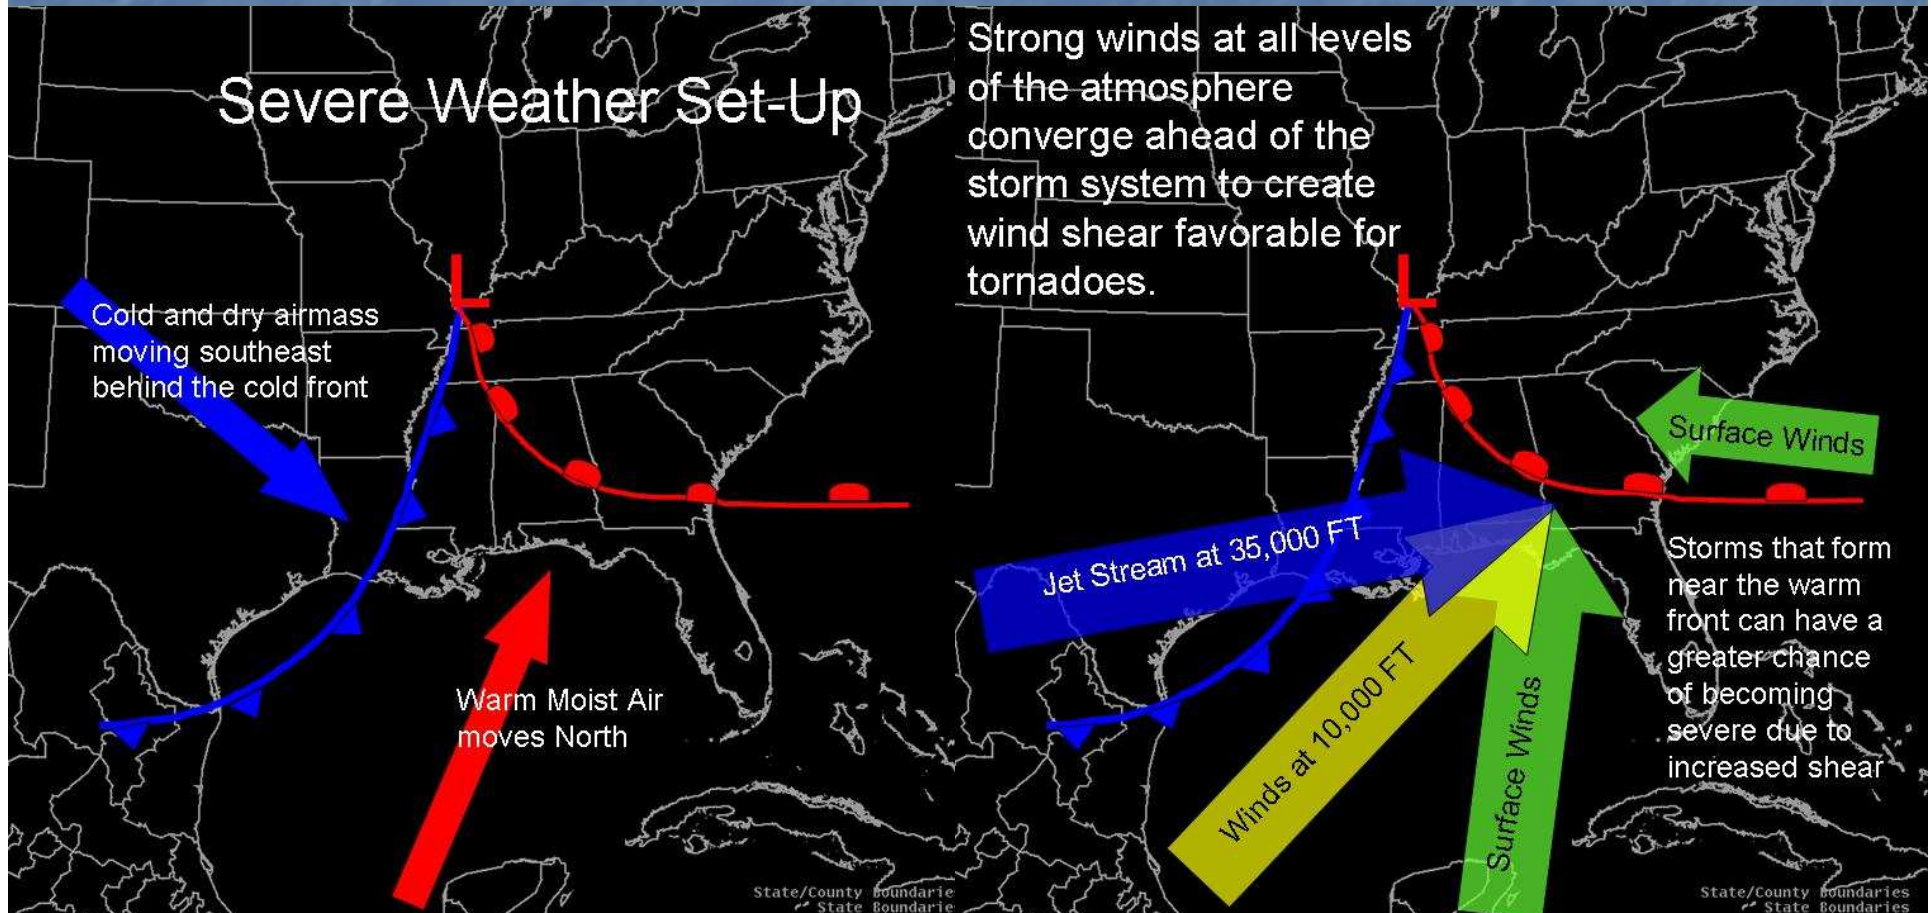 Severe Weather Set-Up
L
Cold and dry airmass
moving southeast
behind the cold front
Warm Moist Air
moves North
State/County Boundarie
State Boundarie
Strong winds at all levels
of the atmosphere
converge ahead of the
storm system to create
wind shear favorable for
tornadoes.
L
Surface Winds
Jet Stream at 35,000 FT
Winds at 10,000 FT
Surface Winds
Storms that form
near the warm
front can have a
greater chance
of becoming
severe due to
increased shear
State/County Boundaries
State Boundaries